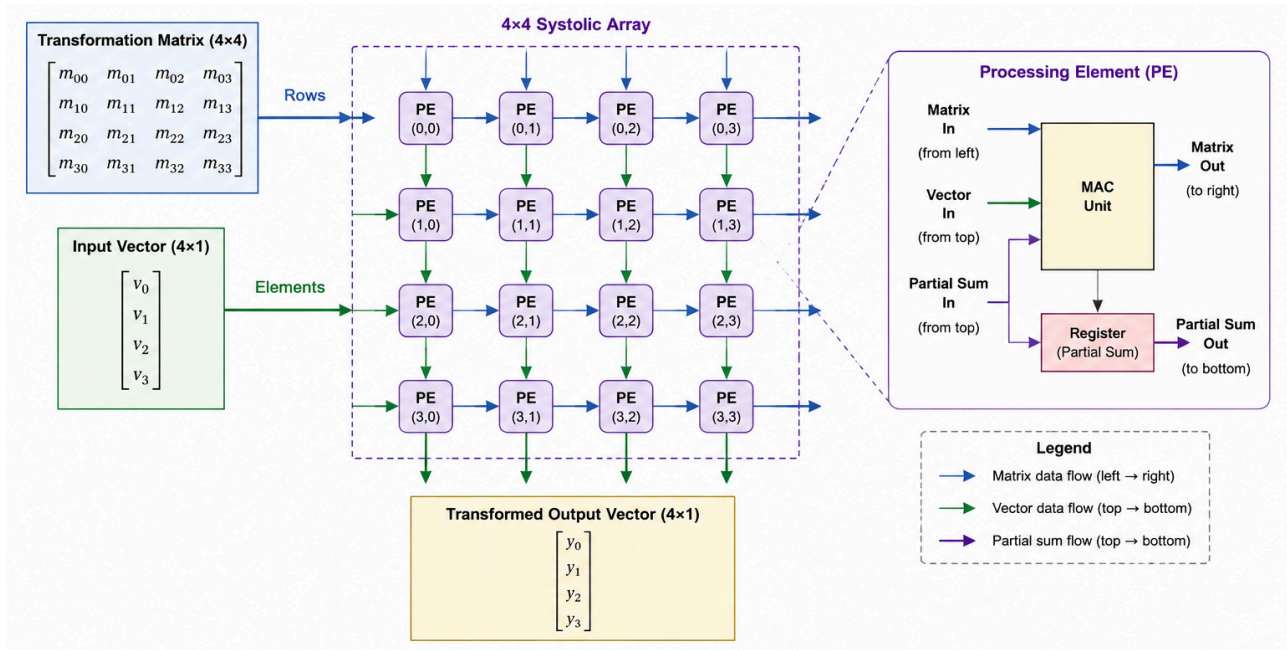 4×4 Systolic Array
Transformation Matrix (4×4)
m00 m01 m02 m03
m10 m11 m12 m13
m20 m21 m22 m23
m30 m31 m32 m33
Rows
Input Vector (4×1)
v0
v1
v2
v3
Elements
PE PE PE PE
(0,0) (0,1) (0,2) (0,3)
PE PE PE PE
(1,0) (1,1) (1,2) (1,3)
PE PE PE PE
(2,0) (2,1) (2,2) (2,3)
PE PE PE PE
(3,0) (3,1) (3,2) (3,3)
Transformed Output Vector (4×1)
y0
y1
y2
y3
Processing Element (PE)
Matrix
In
(from left)
Vector
In
(from top)
Partial Sum
In
(from top)
MAC
Unit
Register
(Partial Sum)
Matrix
Out
(to right)
Partial Sum
Out
(to bottom)
Legend
Matrix data flow (left → right)
Vector data flow (top → bottom)
Partial sum flow (top → bottom)